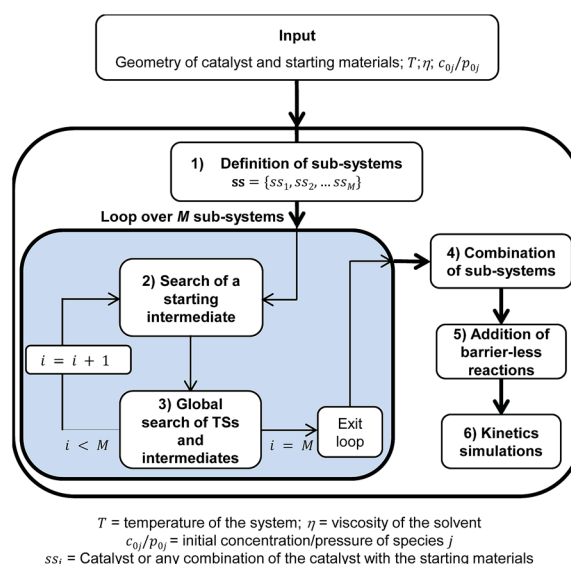 Input
Geometry of catalyst and starting materials; T; η; c₀ⱼ/p₀ⱼ
1) Definition of sub-systems
ss = {ss₁, ss₂, … ss_M}
Loop over M sub-systems
2) Search of a
starting
intermediate
i = i + 1
3) Global
search of TSs
and
intermediates
i < M
i = M
Exit
loop
4) Combination
of sub-systems
5) Addition of
barrier-less
reactions
6) Kinetics
simulations
T = temperature of the system; η = viscosity of the solvent
c₀ⱼ/p₀ⱼ = initial concentration/pressure of species j
ssᵢ = Catalyst or any combination of the catalyst with the starting materials